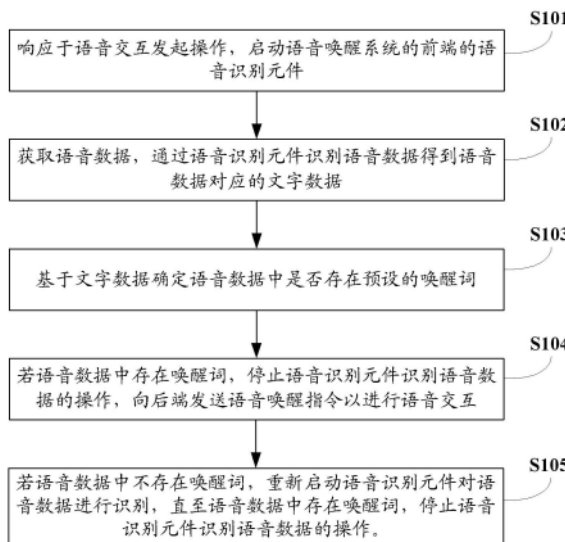 S101
响应于语音交互发起操作，启动语音唤醒系统的前端的语
音识别元件
S102
获取语音数据，通过语音识别元件识别语音数据得到语音
数据对应的文字数据
S103
基于文字数据确定语音数据中是否存在预设的唤醒词
S104
若语音数据中存在唤醒词，停止语音识别元件识别语音数
据的操作，向后端发送语音唤醒指令以进行语音交互
S105
若语音数据中不存在唤醒词，重新启动语音识别元件对语
音数据进行识别，直至语音数据中存在唤醒词，停止语音
识别元件识别语音数据的操作。